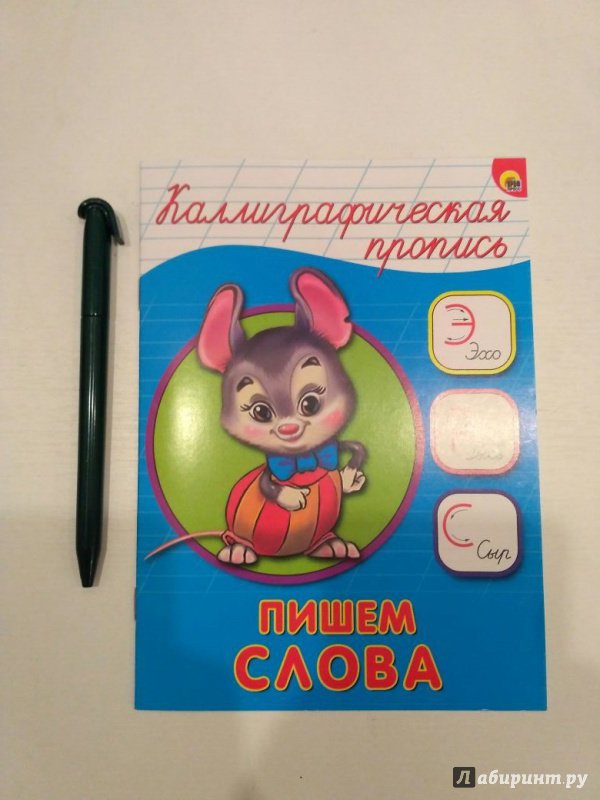 Каллиграфическая
пропись
Э
Эхо
С
Сыр
ПИШЕМ
СЛОВА
Лабиринт.ру